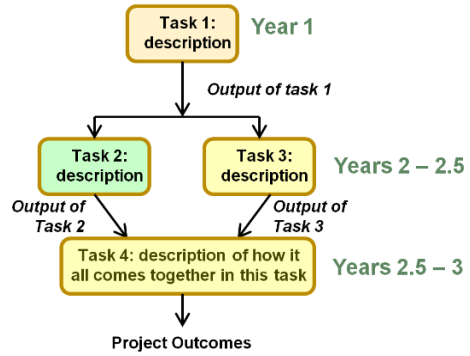 Task 1:
description
Year 1
Output of task 1
Task 2:
description
Task 3:
description
Years 2 – 2.5
Output of
Task 2
Output of
Task 3
Task 4: description of how it
all comes together in this task
Years 2.5 – 3
Project Outcomes